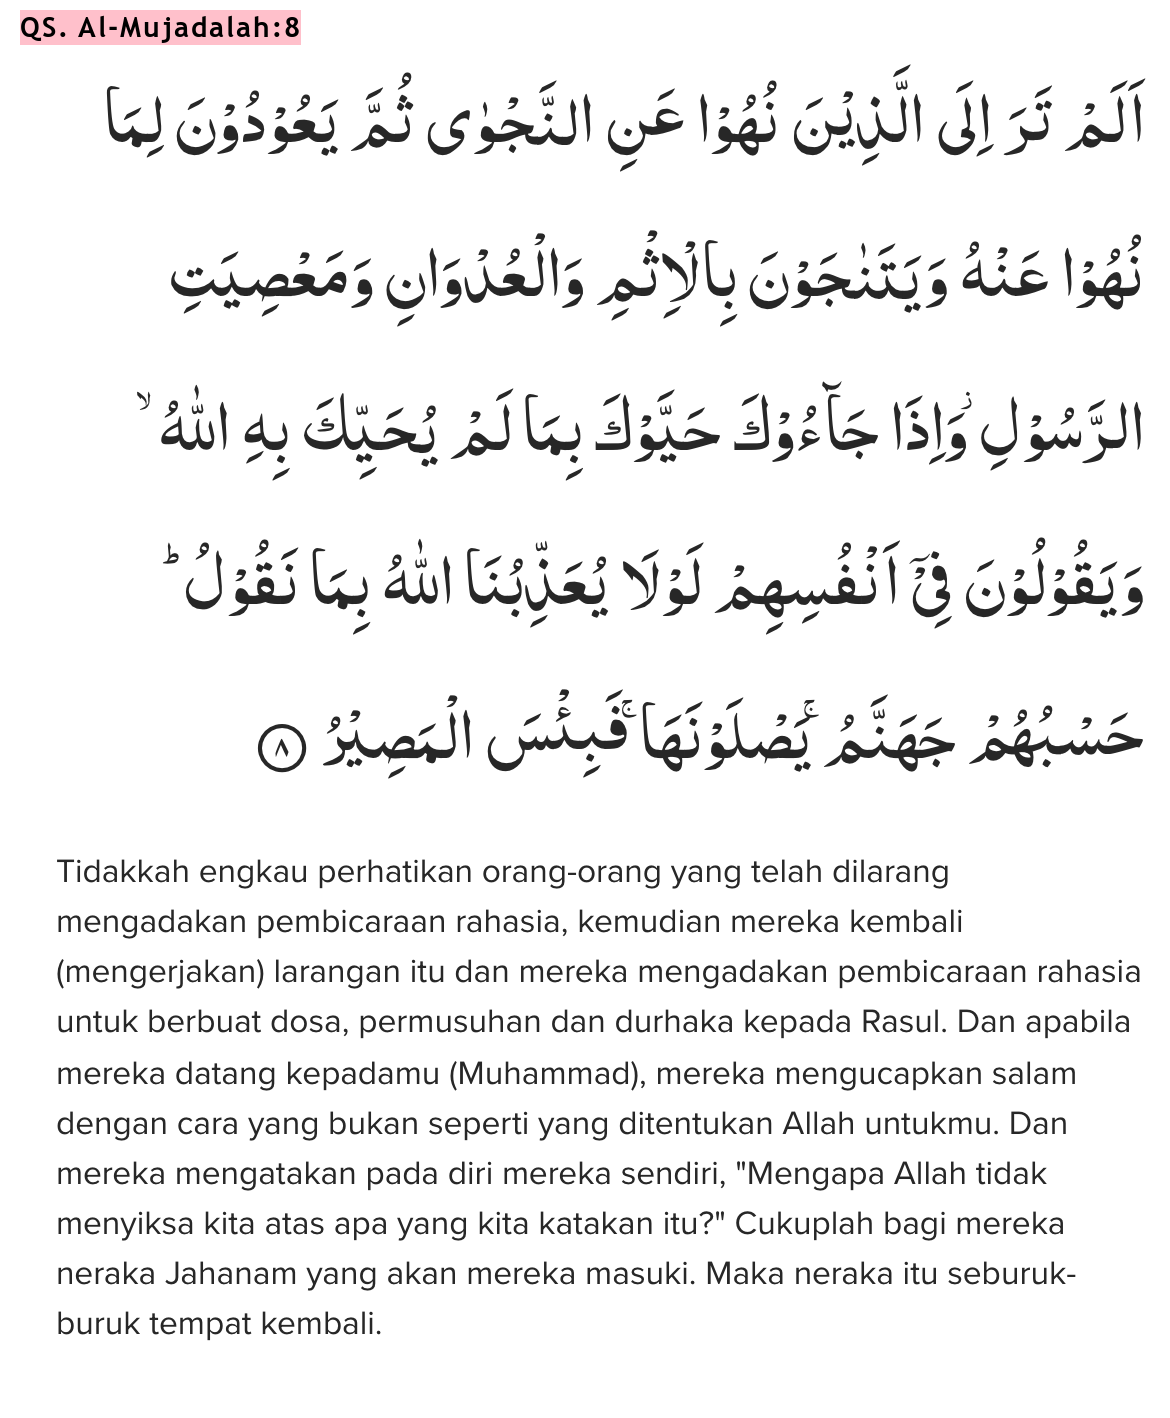 QS. Al-Mujadalah:8
اَلَمْ تَرَ اِلَى الَّذِيْنَ نُهُوْا عَنِ النَّجْوٰى ثُمَّ يَعُوْدُوْنَ لِمَا
نُهُوْا عَنْهُ وَيَتَنٰجَوْنَ بِالْاِثْمِ وَالْعُدْوَانِ وَمَعْصِيَتِ
الرَّسُوْلِۖ وَاِذَا جَاۤءُوْكَ حَيَّوْكَ بِمَا لَمْ يُحَيِّكَ بِهِ اللّٰهُ ۙ
وَيَقُوْلُوْنَ فِيْٓ اَنْفُسِهِمْ لَوْلَا يُعَذِّبُنَا اللّٰهُ بِمَا نَقُوْلُ ۗ
حَسْبُهُمْ جَهَنَّمُۚ يَصْلَوْنَهَاۚ فَبِئْسَ الْمَصِيْرُ ٨
Tidakkah engkau perhatikan orang-orang yang telah dilarang
mengadakan pembicaraan rahasia, kemudian mereka kembali
(mengerjakan) larangan itu dan mereka mengadakan pembicaraan rahasia
untuk berbuat dosa, permusuhan dan durhaka kepada Rasul. Dan apabila
mereka datang kepadamu (Muhammad), mereka mengucapkan salam
dengan cara yang bukan seperti yang ditentukan Allah untukmu. Dan
mereka mengatakan pada diri mereka sendiri, "Mengapa Allah tidak
menyiksa kita atas apa yang kita katakan itu?" Cukuplah bagi mereka
neraka Jahanam yang akan mereka masuki. Maka neraka itu seburuk-
buruk tempat kembali.